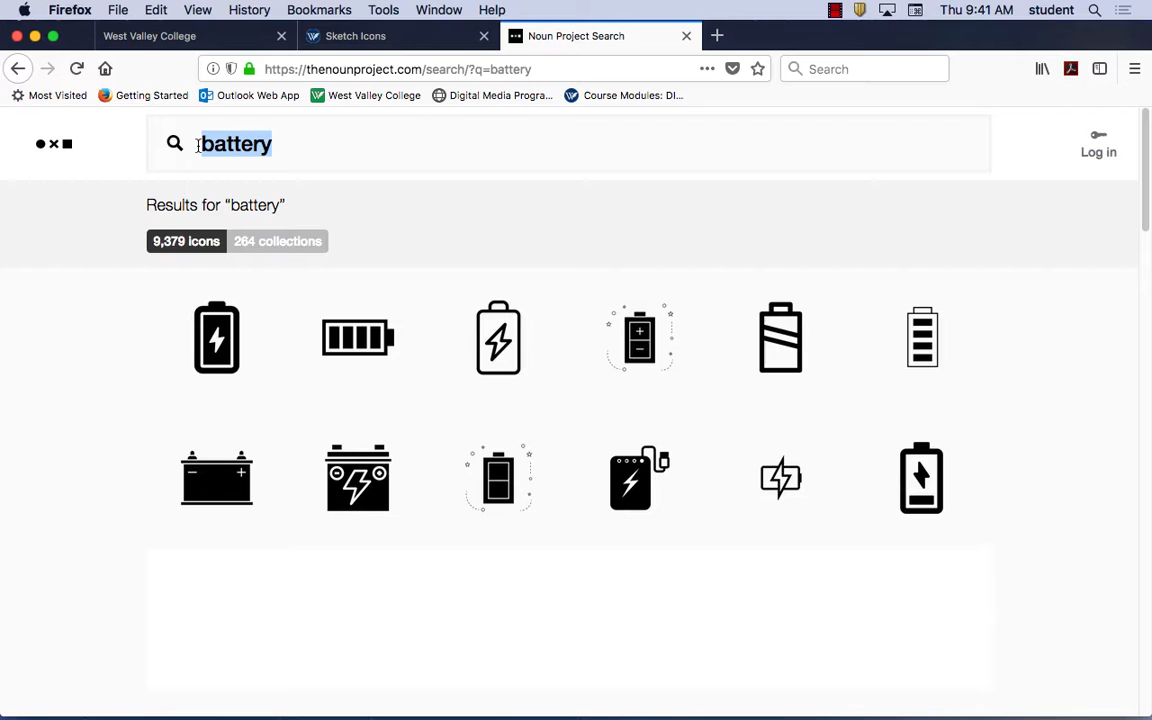 Firefox File Edit View History Bookmarks Tools Window Help Thu 9:41 AM student
West Valley College Sketch Icons Noun Project Search
https://thenounproject.com/search/?q=battery Search
Most Visited Getting Started Outlook Web App West Valley College Digital Media Progra... Course Modules: DI...
battery
Log in
Results for “battery”
9,379 icons 264 collections